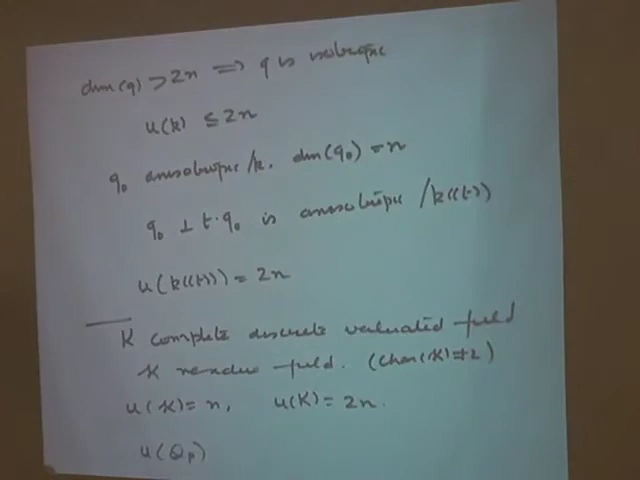 dim(q) > 2n ⟹ q is isotropic
u(k) ≤ 2n
q₀ anisotropic /k. dim(q₀) = n
q₀ ⊥ t·q₀ is anisotropic /k((t))
u(k((t))) = 2n
K complete discrete valuated field
κ residue field. (char(κ) ≠ 2)
u(κ) = n, u(K) = 2n.
u(ℚₚ)